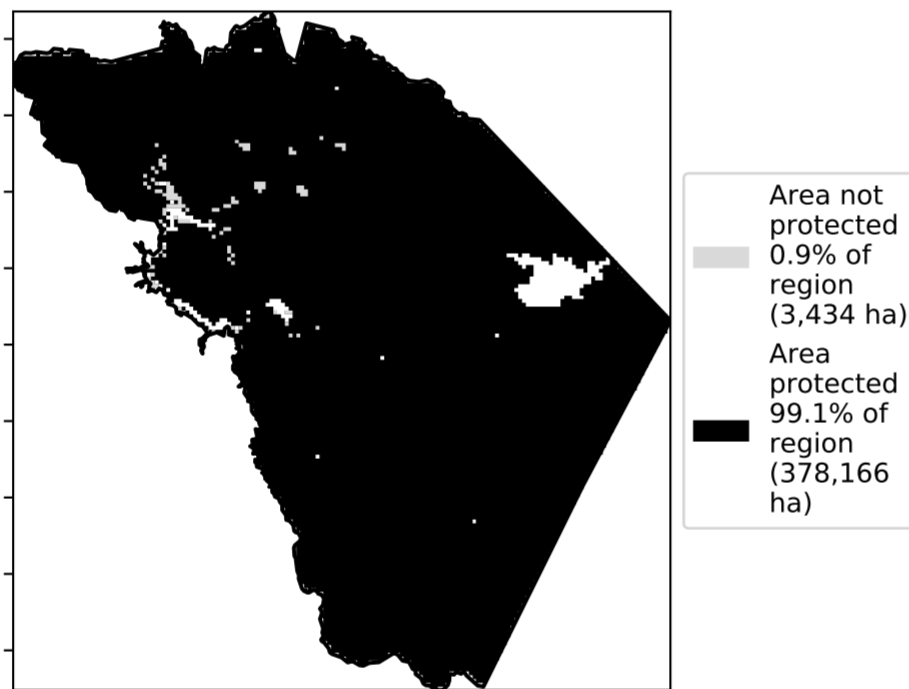 Area not
protected
0.9% of
region
(3,434 ha)
Area
protected
99.1% of
region
(378,166
ha)